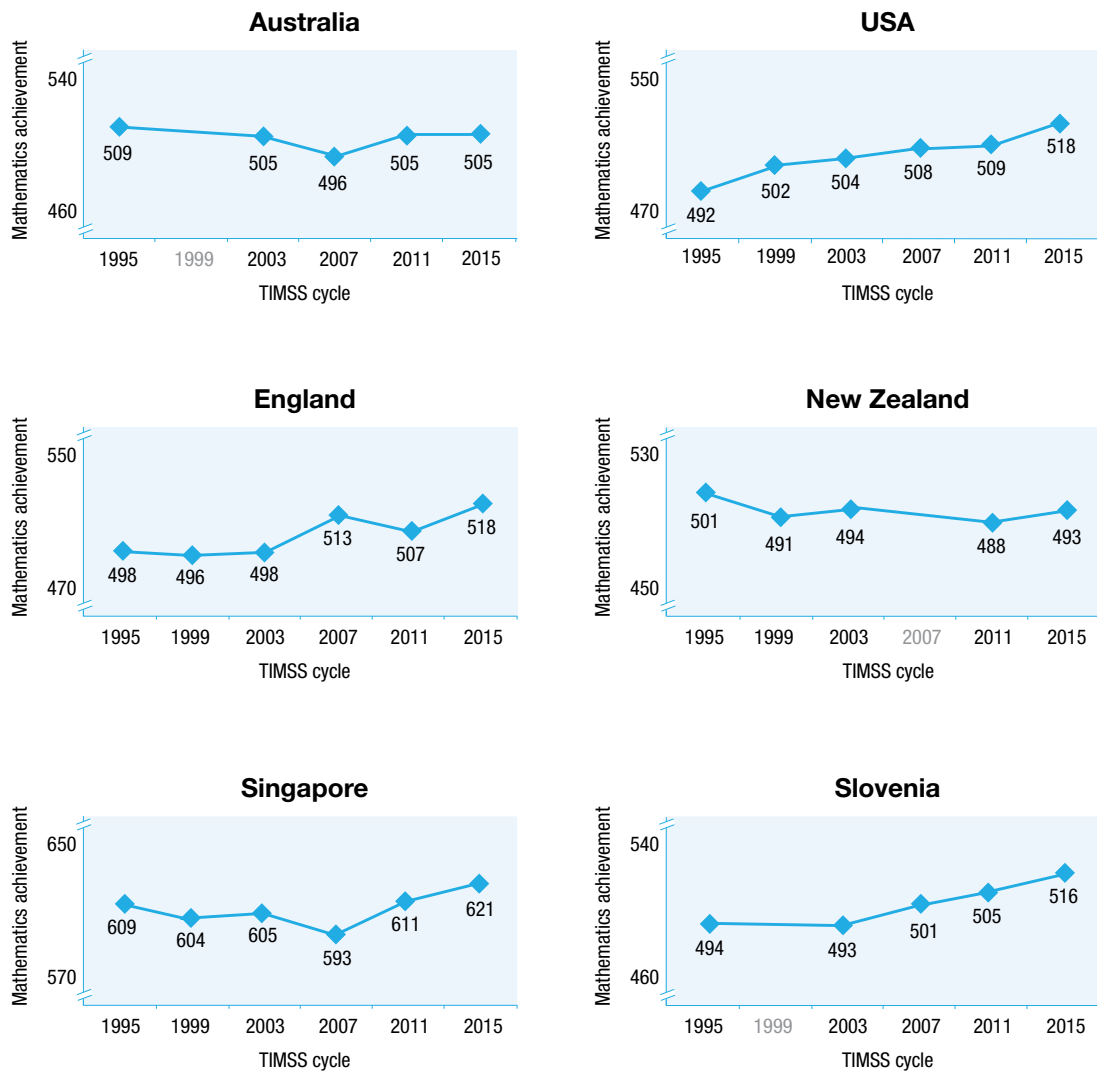 Australia
Mathematics achievement
540
460
509
505
496
505
505
1995 1999 2003 2007 2011 2015
TIMSS cycle
USA
Mathematics achievement
550
470
492
502
504
508
509
518
1995 1999 2003 2007 2011 2015
TIMSS cycle
England
Mathematics achievement
550
470
498
496
498
513
507
518
1995 1999 2003 2007 2011 2015
TIMSS cycle
New Zealand
Mathematics achievement
530
450
501
491
494
488
493
1995 1999 2003 2007 2011 2015
TIMSS cycle
Singapore
Mathematics achievement
650
570
609
604
605
593
611
621
1995 1999 2003 2007 2011 2015
TIMSS cycle
Slovenia
Mathematics achievement
540
460
494
493
501
505
516
1995 1999 2003 2007 2011 2015
TIMSS cycle